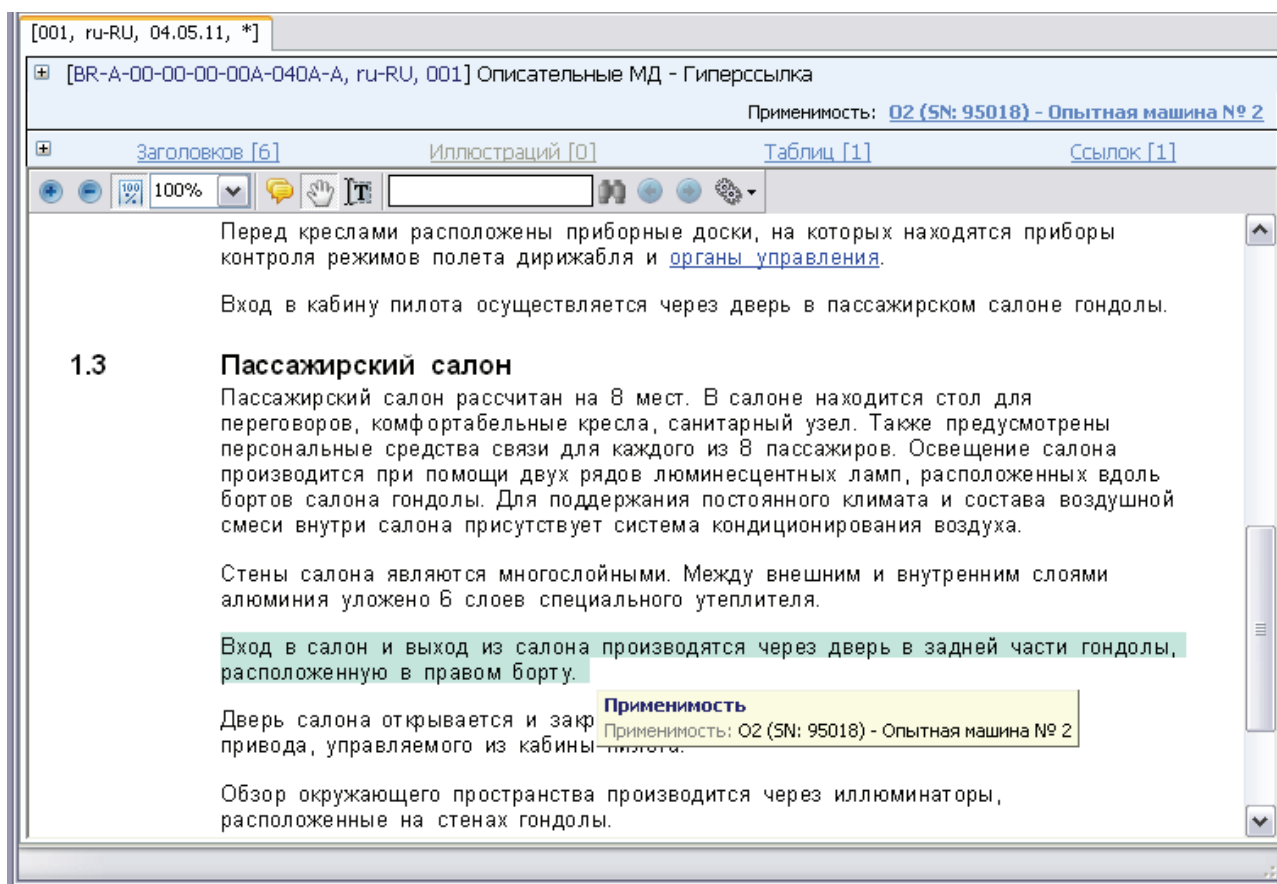 [001, ru-RU, 04.05.11, *]
[BR-A-00-00-00-00A-040A-A, ru-RU, 001] Описательные МД - Гиперссылка
Применимость: O2 (SN: 95018) - Опытная машина № 2
Заголовков [6] Иллюстраций [0] Таблиц [1] Ссылок [1]
100% 100%
Перед креслами расположены приборные доски, на которых находятся приборы
контроля режимов полета дирижабля и органы управления.
Вход в кабину пилота осуществляется через дверь в пассажирском салоне гондолы.
1.3 Пассажирский салон
Пассажирский салон рассчитан на 8 мест. В салоне находится стол для
переговоров, комфортабельные кресла, санитарный узел. Также предусмотрены
персональные средства связи для каждого из 8 пассажиров. Освещение салона
производится при помощи двух рядов люминесцентных ламп, расположенных вдоль
бортов салона гондолы. Для поддержания постоянного климата и состава воздушной
смеси внутри салона присутствует система кондиционирования воздуха.
Стены салона являются многослойными. Между внешним и внутренним слоями
алюминия уложено 6 слоев специального утеплителя.
Вход в салон и выход из салона производятся через дверь в задней части гондолы,
расположенную в правом борту.
Применимость
Дверь салона открывается и закр
Применимость: O2 (SN: 95018) - Опытная машина № 2
привода, управляемого из кабины пилота.
Обзор окружающего пространства производится через иллюминаторы,
расположенные на стенах гондолы.